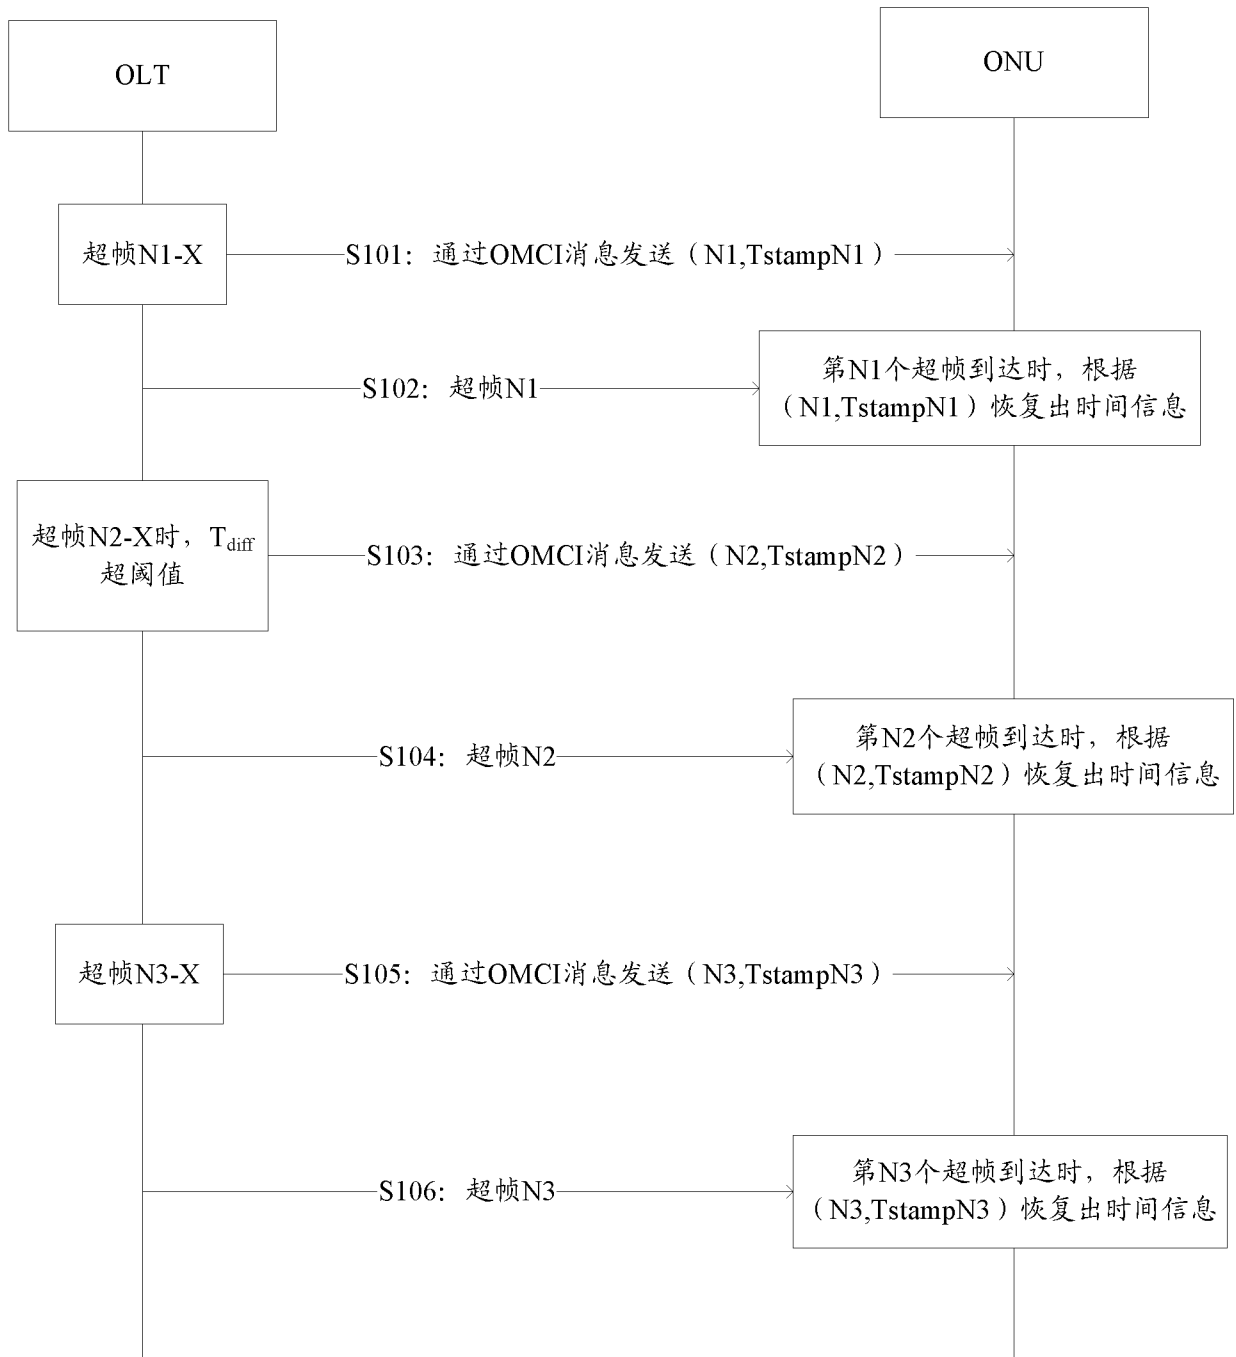 OLT
ONU
超帧N1-X
S101：通过OMCI消息发送（N1,TstampN1）
S102：超帧N1
第N1个超帧到达时，根据
（N1,TstampN1）恢复出时间信息
超帧N2-X时，Tdiff
超阈值
S103：通过OMCI消息发送（N2,TstampN2）
S104：超帧N2
第N2个超帧到达时，根据
（N2,TstampN2）恢复出时间信息
超帧N3-X
S105：通过OMCI消息发送（N3,TstampN3）
S106：超帧N3
第N3个超帧到达时，根据
（N3,TstampN3）恢复出时间信息